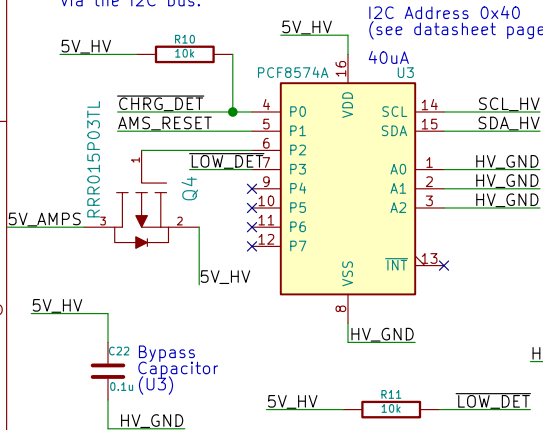 via the I2C bus.
I2C Address 0x40
(see datasheet page
40uA
5V_HV
R10
10k
5V_HV
PCF8574A
U3
16
VDD
CHRG_DET
4
P0
SCL
14
SCL_HV
AMS_RESET
5
P1
SDA
15
SDA_HV
6
P2
LOW_DET
7
P3
A0
1
HV_GND
9
P4
A1
2
HV_GND
10
P5
A2
3
HV_GND
11
P6
12
P7
INT
13
VSS
8
HV_GND
RRR015P03TL
Q4
1
5V_AMPS
3
2
5V_HV
5V_HV
C22
0.1u
Bypass
Capacitor
(U3)
HV_GND
5V_HV
R11
10k
LOW_DET
H